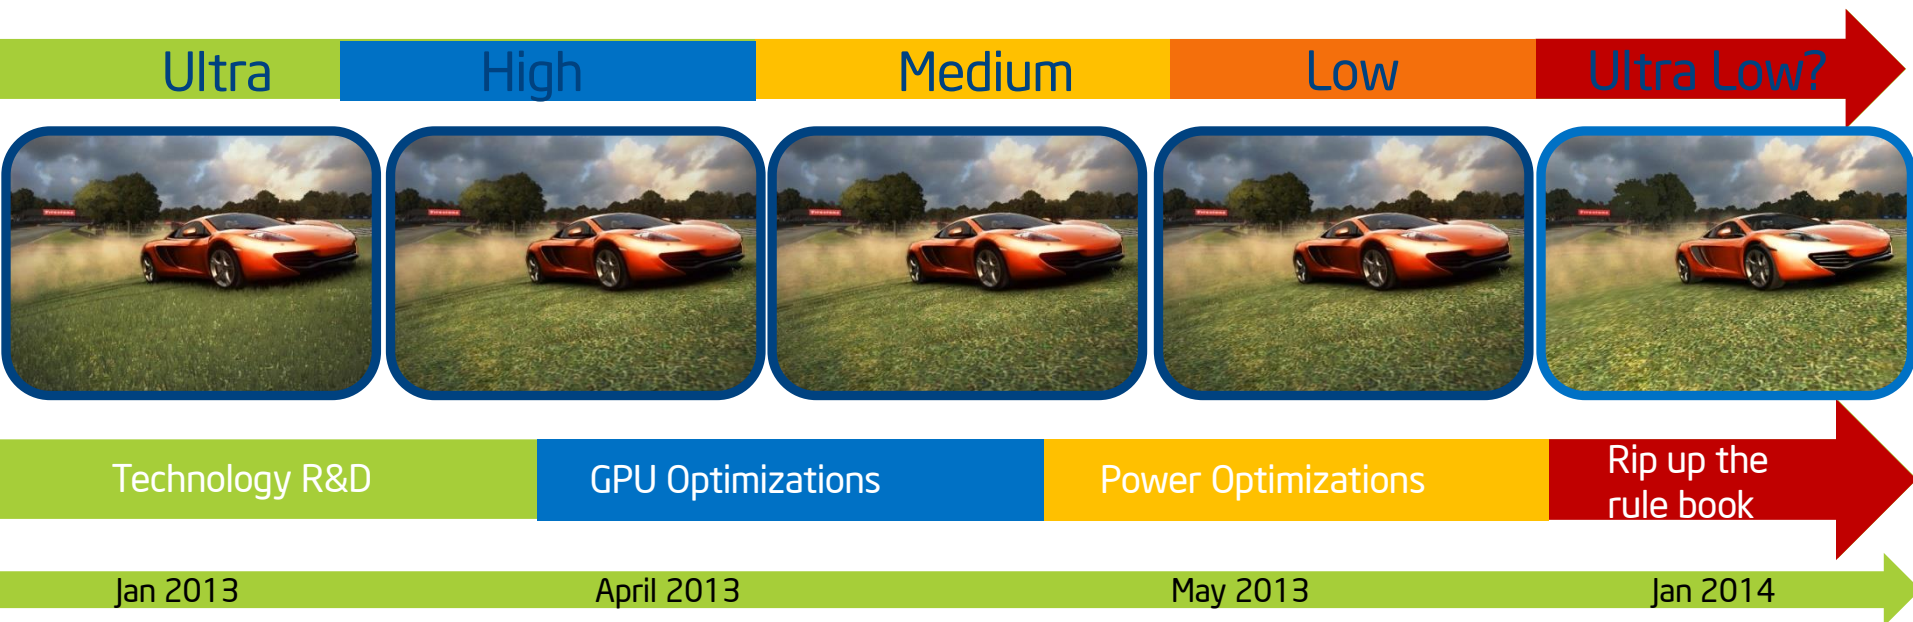 Ultra
High
Medium
Low
Ultra Low?
Technology R&D
GPU Optimizations
Power Optimizations
Rip up the
rule book
Jan 2013
April 2013
May 2013
Jan 2014